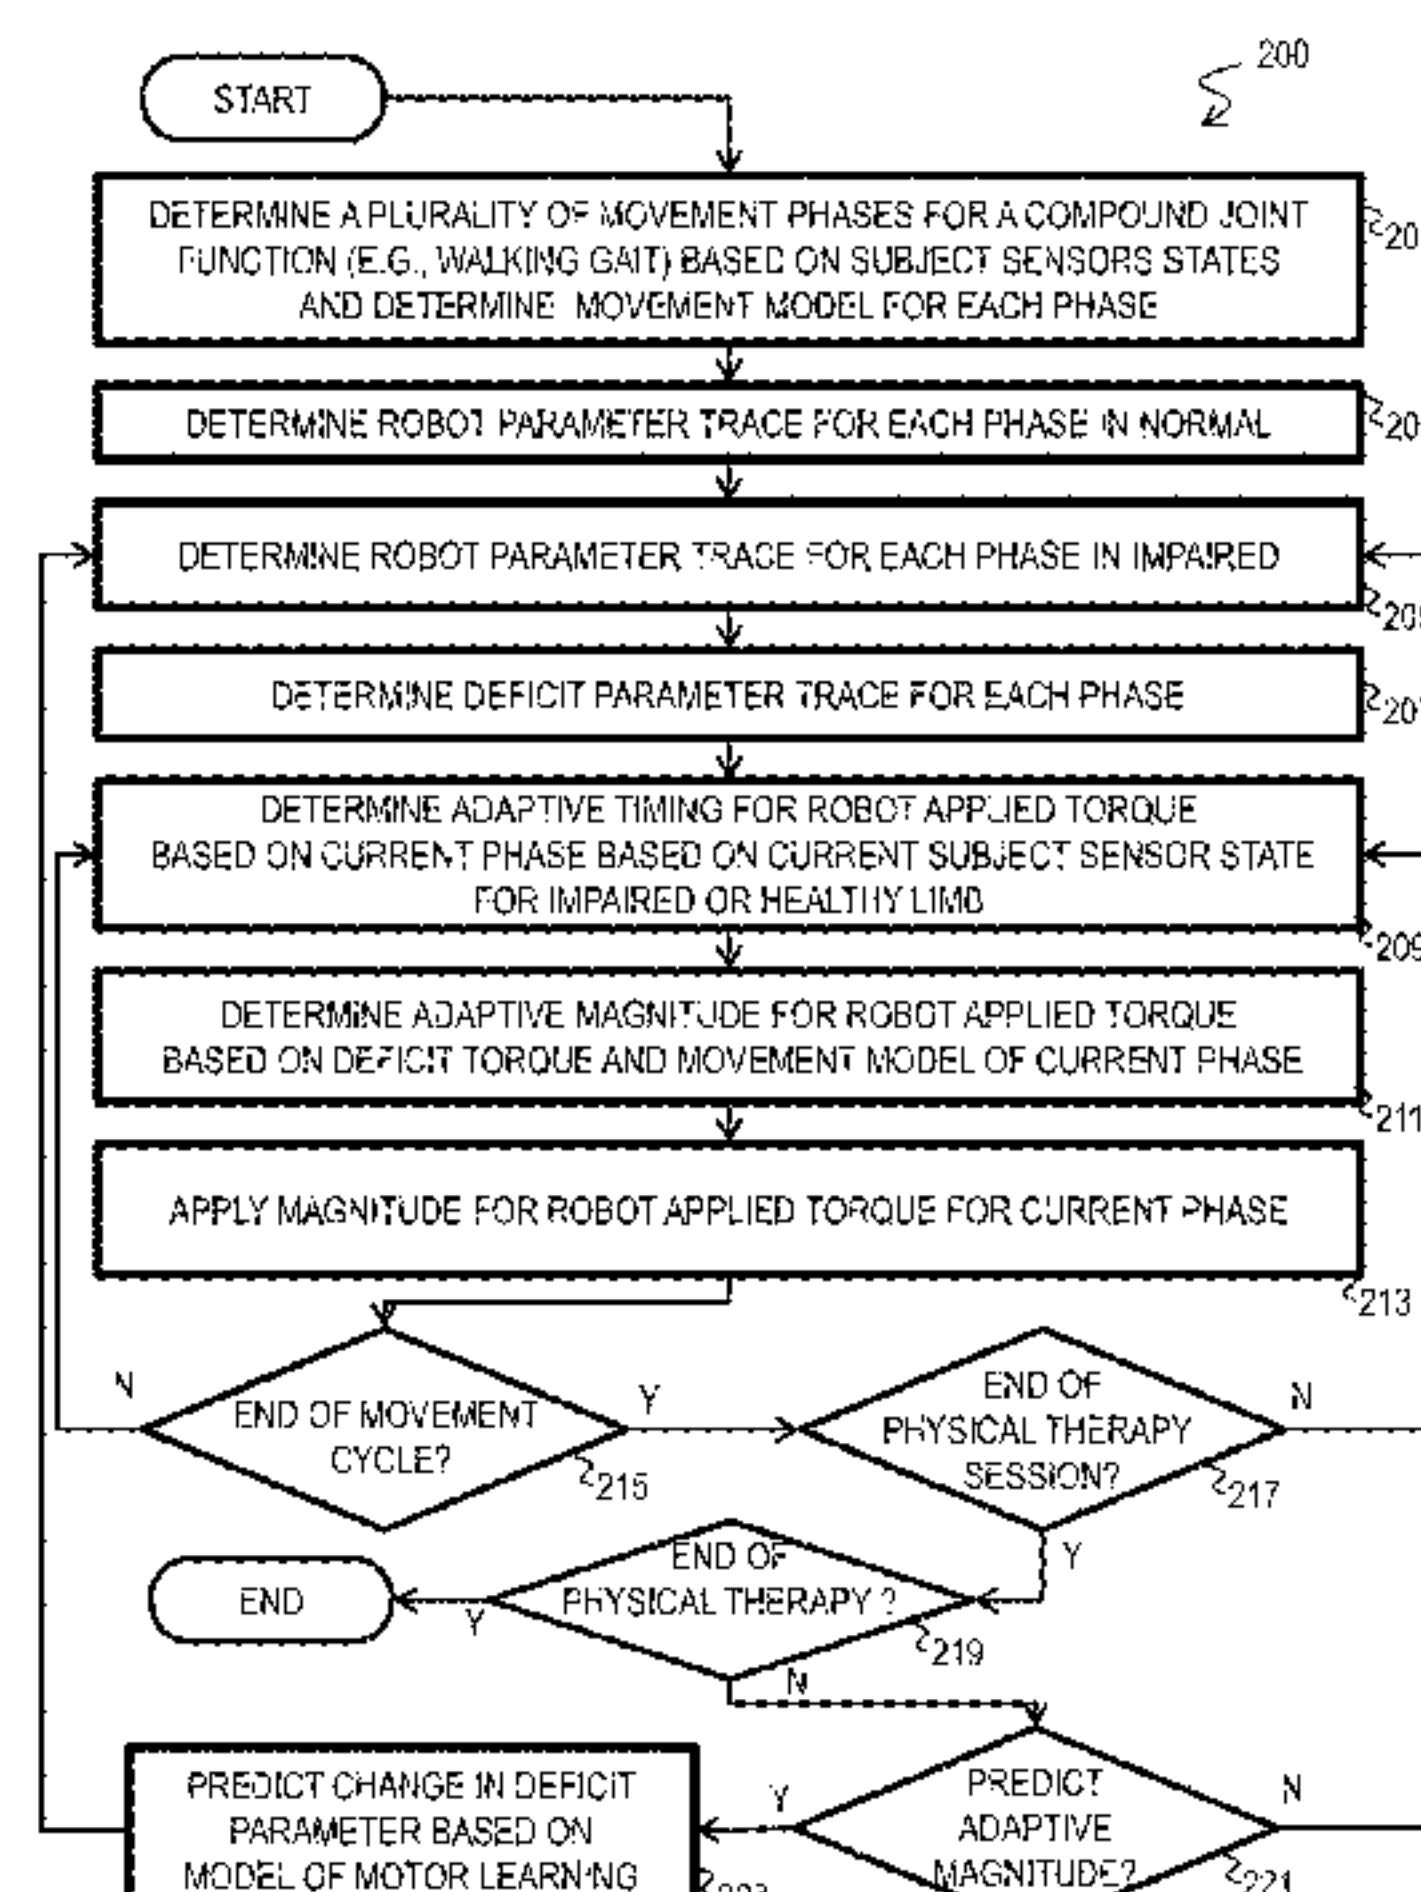 200
START
DETERMINE A PLURALITY OF MOVEMENT PHASES FOR A COMPOUND JOINT
FUNCTION (E.G., WALKING GAIT) BASED ON SUBJECT SENSORS STATES
AND DETERMINE MOVEMENT MODEL FOR EACH PHASE
20
DETERMINE ROBOT PARAMETER TRACE FOR EACH PHASE IN NORMAL
20
DETERMINE ROBOT PARAMETER TRACE FOR EACH PHASE IN IMPAIRED
205
DETERMINE DEFICIT PARAMETER TRACE FOR EACH PHASE
207
DETERMINE ADAPTIVE TIMING FOR ROBOT APPLIED TORQUE
BASED ON CURRENT PHASE BASED ON CURRENT SUBJECT SENSOR STATE
FOR IMPAIRED OR HEALTHY LIMB
209
DETERMINE ADAPTIVE MAGNITUDE FOR ROBOT APPLIED TORQUE
BASED ON DEFICIT TORQUE AND MOVEMENT MODEL OF CURRENT PHASE
211
APPLY MAGNITUDE FOR ROBOT APPLIED TORQUE FOR CURRENT PHASE
213
N
END OF MOVEMENT
CYCLE?
215
Y
END OF
PHYSICAL THERAPY
SESSION?
217
N
Y
END OF
PHYSICAL THERAPY ?
219
Y
END
N
PREDICT
ADAPTIVE
MAGNITUDE?
221
N
Y
PREDICT CHANGE IN DEFICIT
PARAMETER BASED ON
MODEL OF MOTOR LEARNING